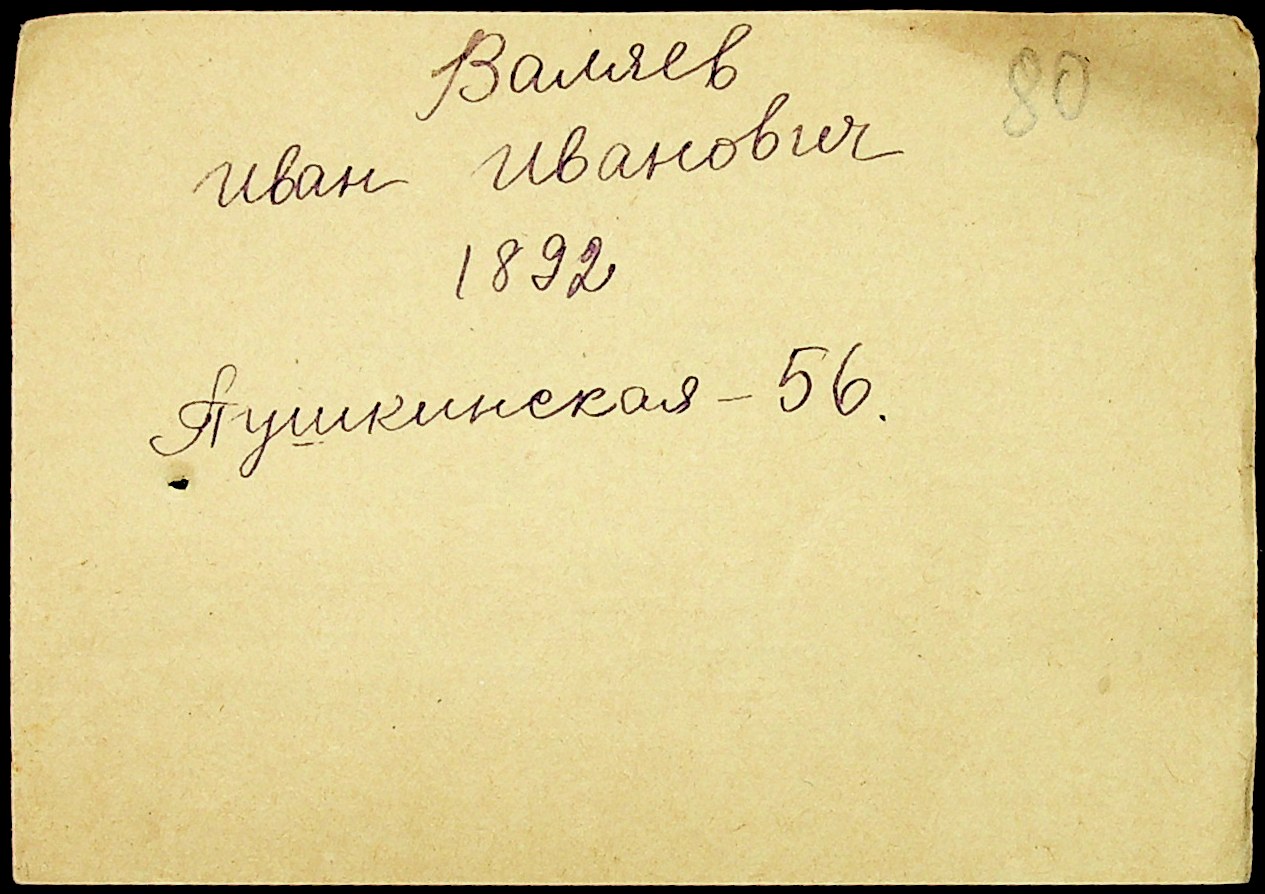 Валяев
80
Иван Иванович
1892
Пушкинская – 56.